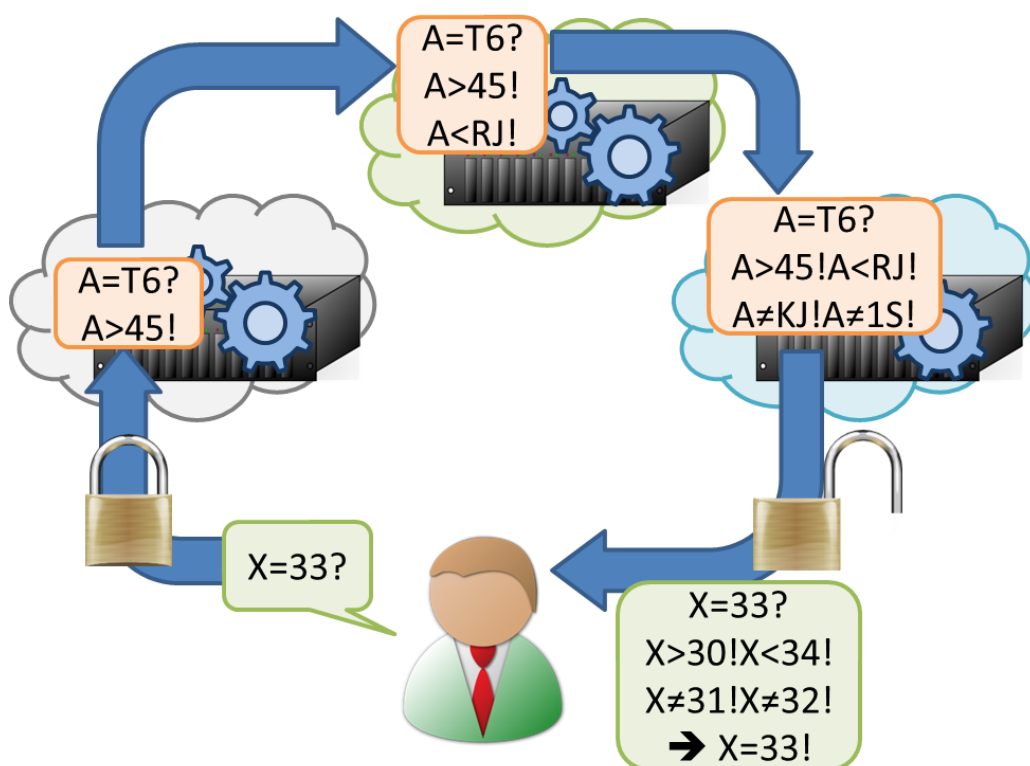 X=33?
A=T6?
A>45!
A=T6?
A>45!
A<RJ!
A=T6?
A>45!A<RJ!
A≠KJ!A≠1S!
X=33?
X>30!X<34!
X≠31!X≠32!
➔ X=33!